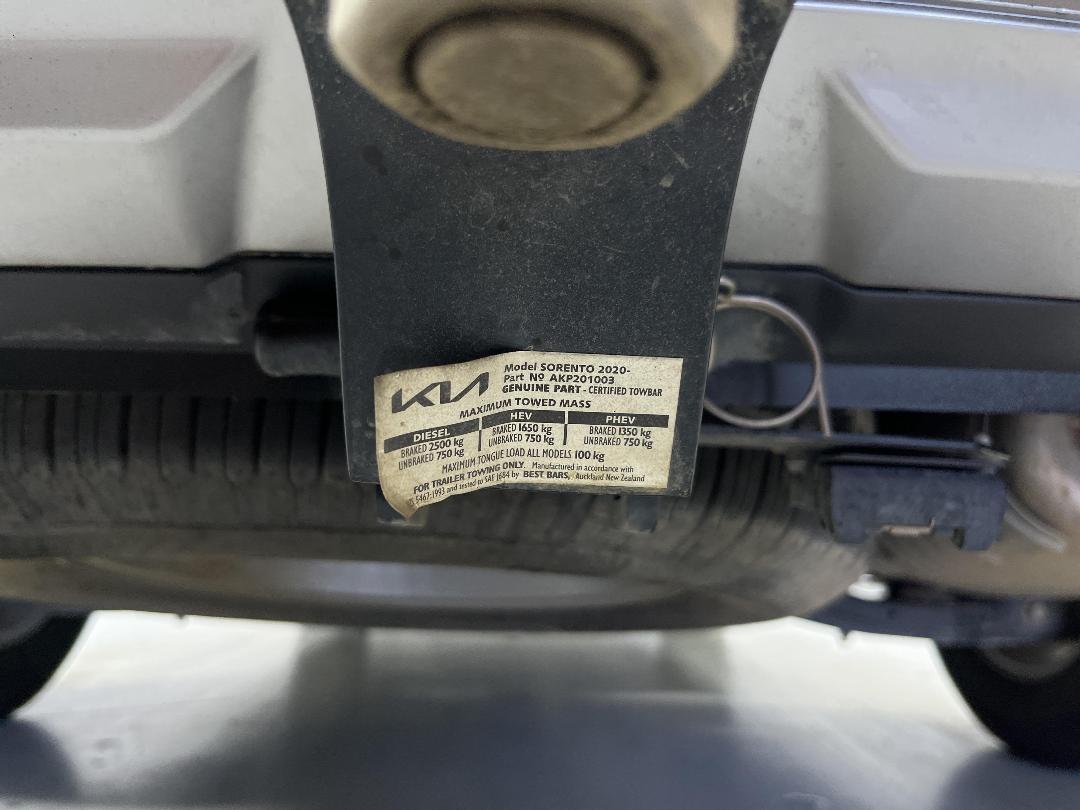 KIA
Model SORENTO 2020-
Part Nº AKP201003
GENUINE PART - CERTIFIED TOWBAR
MAXIMUM TOWED MASS
DIESEL
BRAKED 2500 kg
UNBRAKED 750 kg
HEV
BRAKED 1650 kg
UNBRAKED 750 kg
PHEV
BRAKED 1350 kg
UNBRAKED 750 kg
MAXIMUM TONGUE LOAD ALL MODELS 100 kg
FOR TRAILER TOWING ONLY. Manufactured in accordance with
5467-1993 and tested to SAE J684 by BEST BARS, Auckland New Zealand